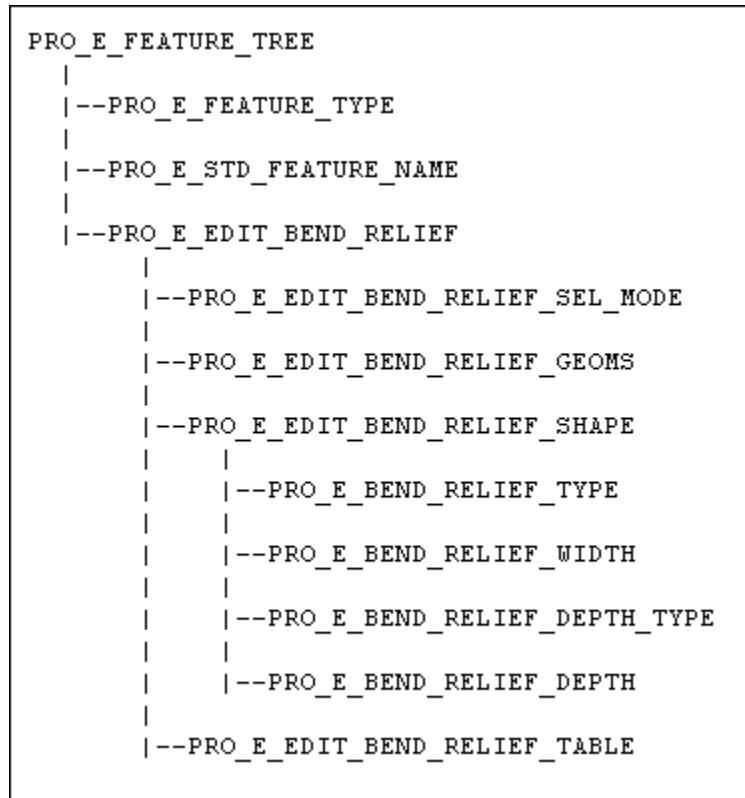 PRO_E_FEATURE_TREE
|
|--PRO_E_FEATURE_TYPE
|
|--PRO_E_STD_FEATURE_NAME
|
|--PRO_E_EDIT_BEND_RELIEF
|
|--PRO_E_EDIT_BEND_RELIEF_SEL_MODE
|
|--PRO_E_EDIT_BEND_RELIEF_GEOMS
|
|--PRO_E_EDIT_BEND_RELIEF_SHAPE
| |
| |--PRO_E_BEND_RELIEF_TYPE
| |
| |--PRO_E_BEND_RELIEF_WIDTH
| |
| |--PRO_E_BEND_RELIEF_DEPTH_TYPE
| |
| |--PRO_E_BEND_RELIEF_DEPTH
|
|--PRO_E_EDIT_BEND_RELIEF_TABLE